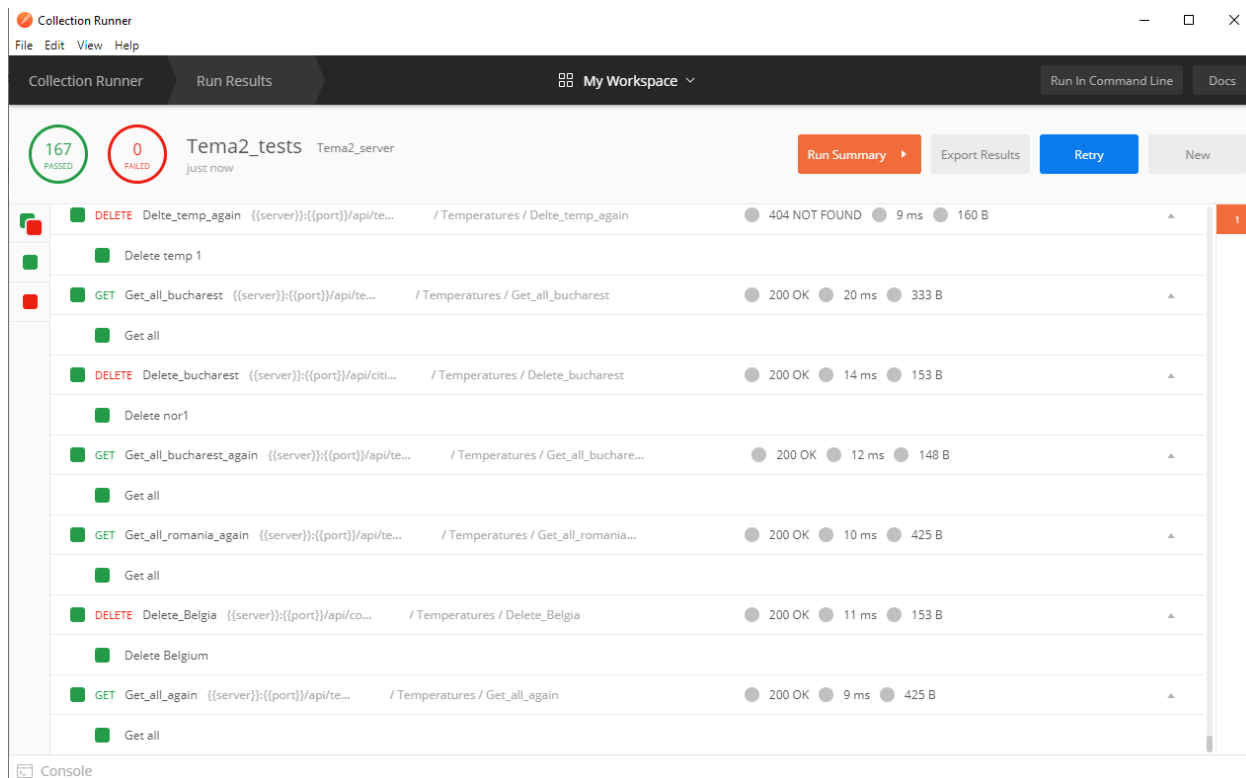 Collection Runner
File Edit View Help
Collection Runner Run Results My Workspace Run In Command Line Docs
167 PASSED 0 FAILED Tema2_tests Tema2_server
just now
Run Summary Export Results Retry New
DELETE Delte_temp_again {{server}}:{{port}}/api/te... / Temperatures / Delte_temp_again 404 NOT FOUND 9 ms 160 B
1
Delete temp 1
GET Get_all_bucharest {{server}}:{{port}}/api/te... / Temperatures / Get_all_bucharest 200 OK 20 ms 333 B
Get all
DELETE Delete_bucharest {{server}}:{{port}}/api/citi... / Temperatures / Delete_bucharest 200 OK 14 ms 153 B
Delete nor1
GET Get_all_bucharest_again {{server}}:{{port}}/api/te... / Temperatures / Get_all_buchare... 200 OK 12 ms 148 B
Get all
GET Get_all_romania_again {{server}}:{{port}}/api/te... / Temperatures / Get_all_romania... 200 OK 10 ms 425 B
Get all
DELETE Delete_Belgia {{server}}:{{port}}/api/co... / Temperatures / Delete_Belgia 200 OK 11 ms 153 B
Delete Belgium
GET Get_all_again {{server}}:{{port}}/api/te... / Temperatures / Get_all_again 200 OK 9 ms 425 B
Get all
Console